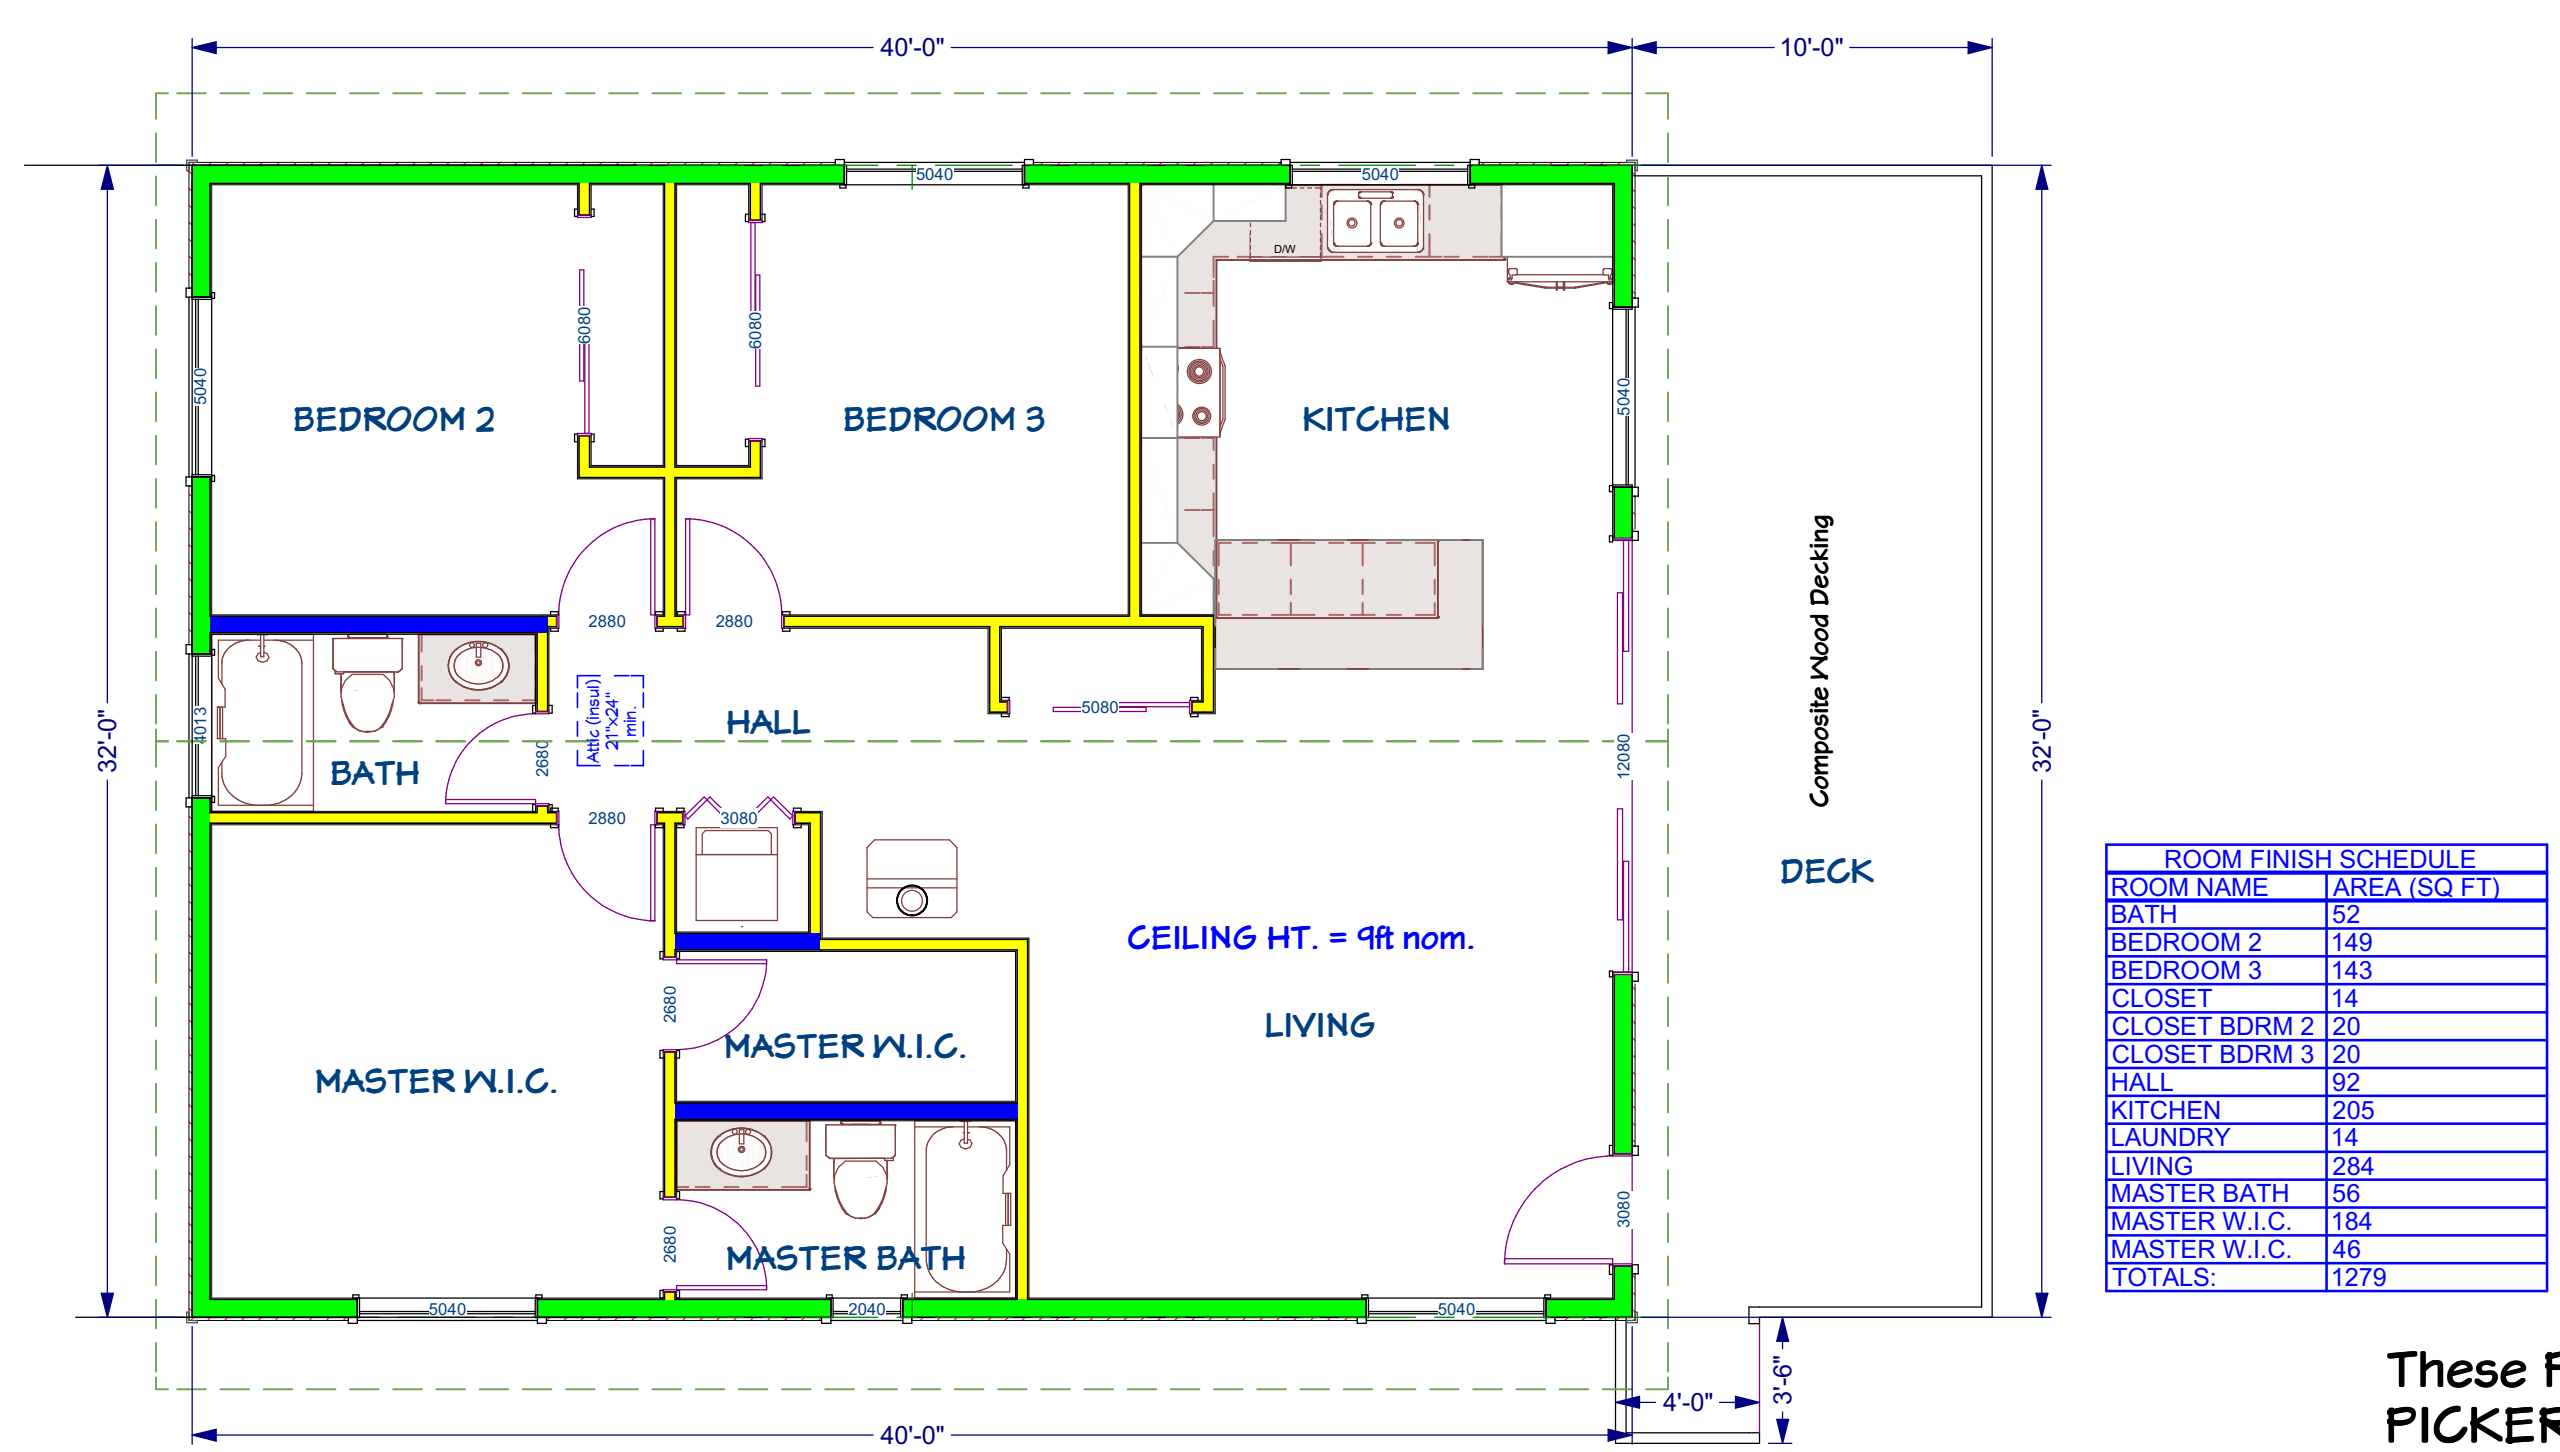 40'-0"
10'-0"
5040
5040
D/W
6080
6080
5040
5040
BEDROOM 2
BEDROOM 3
KITCHEN
Composite Wood Decking
2880
2880
32'-0"
4013
Attic (insul)
21"x24"
min.
HALL
5080
2680
BATH
12080
32'-0"
2880
3080
DECK
CEILING HT. = 9ft nom.
2680
LIVING
MASTER W.I.C.
MASTER W.I.C.
3080
2680
MASTER BATH
5040
2040
5040
4'-0"
3'-6"
40'-0"
ROOM FINISH SCHEDULE
ROOM NAME AREA (SQ FT)
BATH 52
BEDROOM 2 149
BEDROOM 3 143
CLOSET 14
CLOSET BDRM 2 20
CLOSET BDRM 3 20
HALL 92
KITCHEN 205
LAUNDRY 14
LIVING 284
MASTER BATH 56
MASTER W.I.C. 184
MASTER W.I.C. 46
TOTALS: 1279
These
PICKER